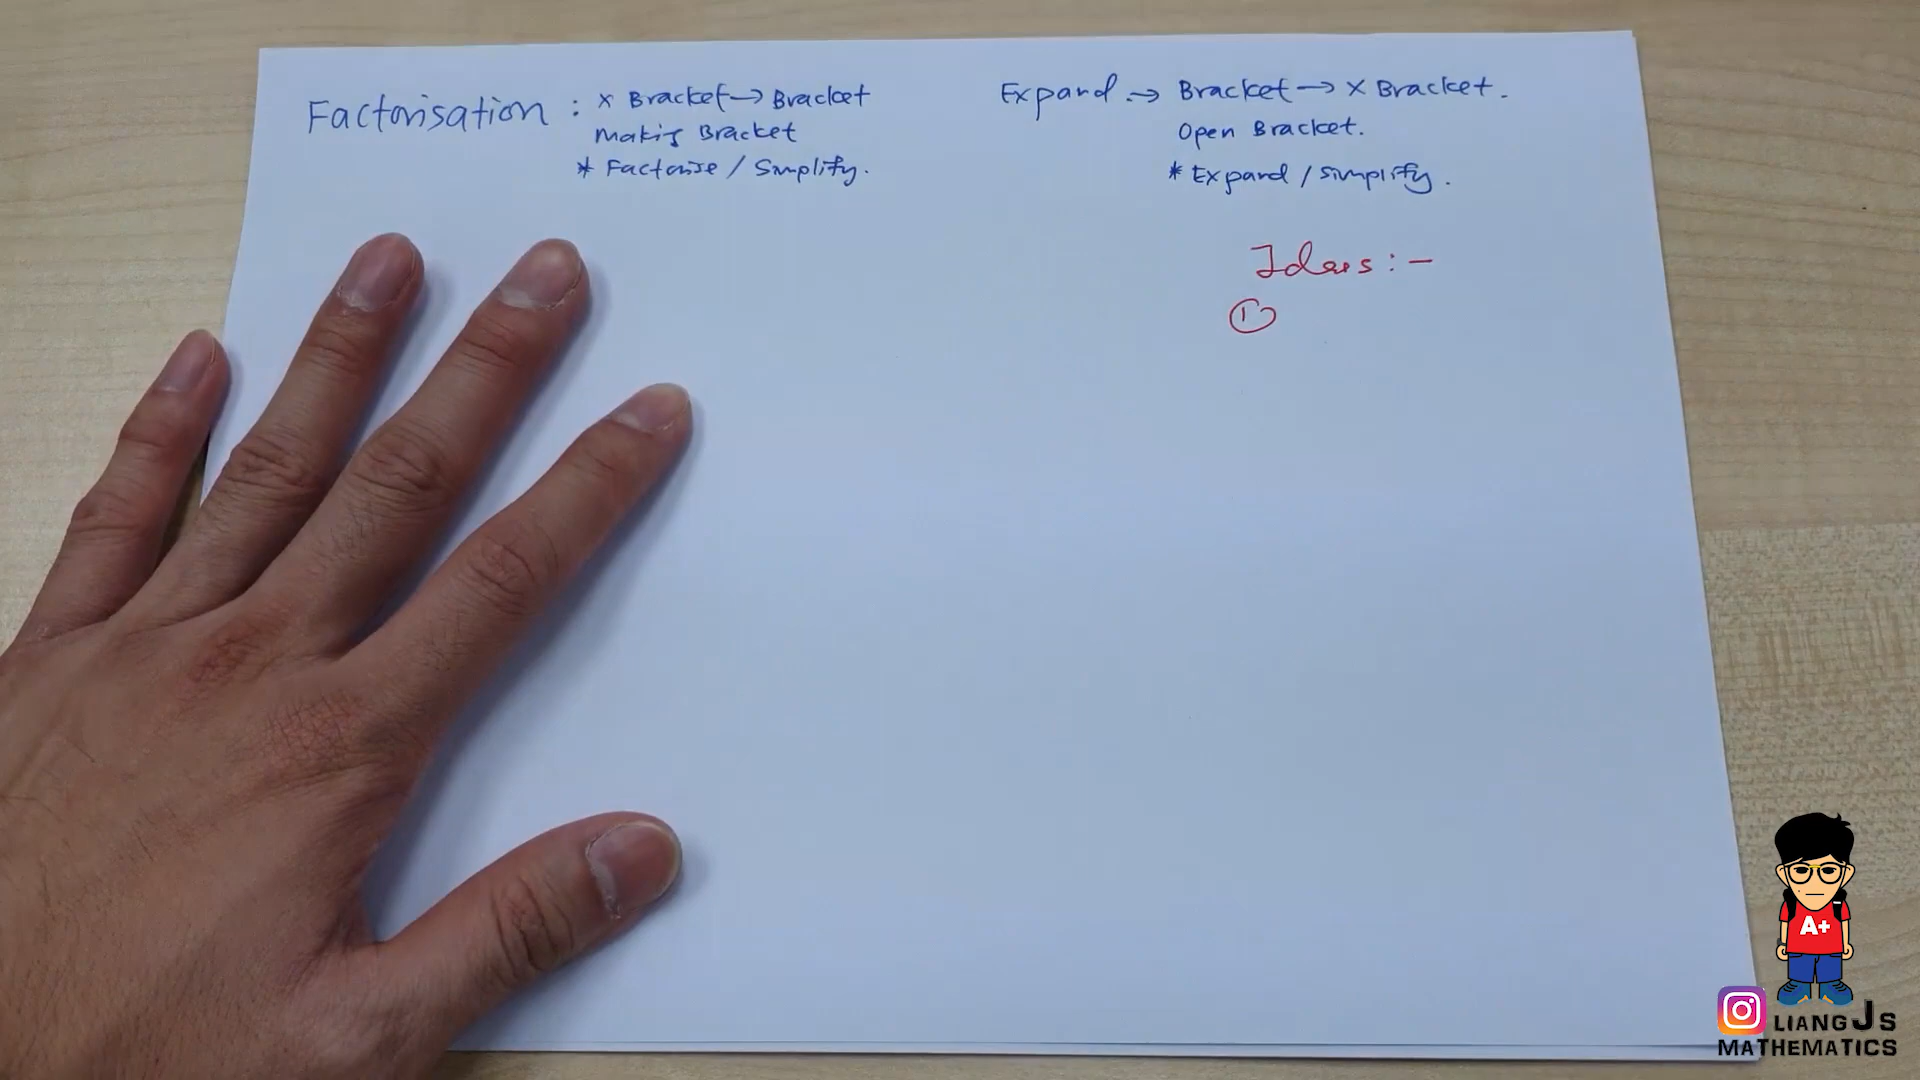 Factorisation : x Bracket → Bracket
Making Bracket
* Factorise / Simplify.
Expand → Bracket → x Bracket.
Open Bracket.
* Expand / simplify.
Ideas : -
①
A+
LIANG JS
MATHEMATICS